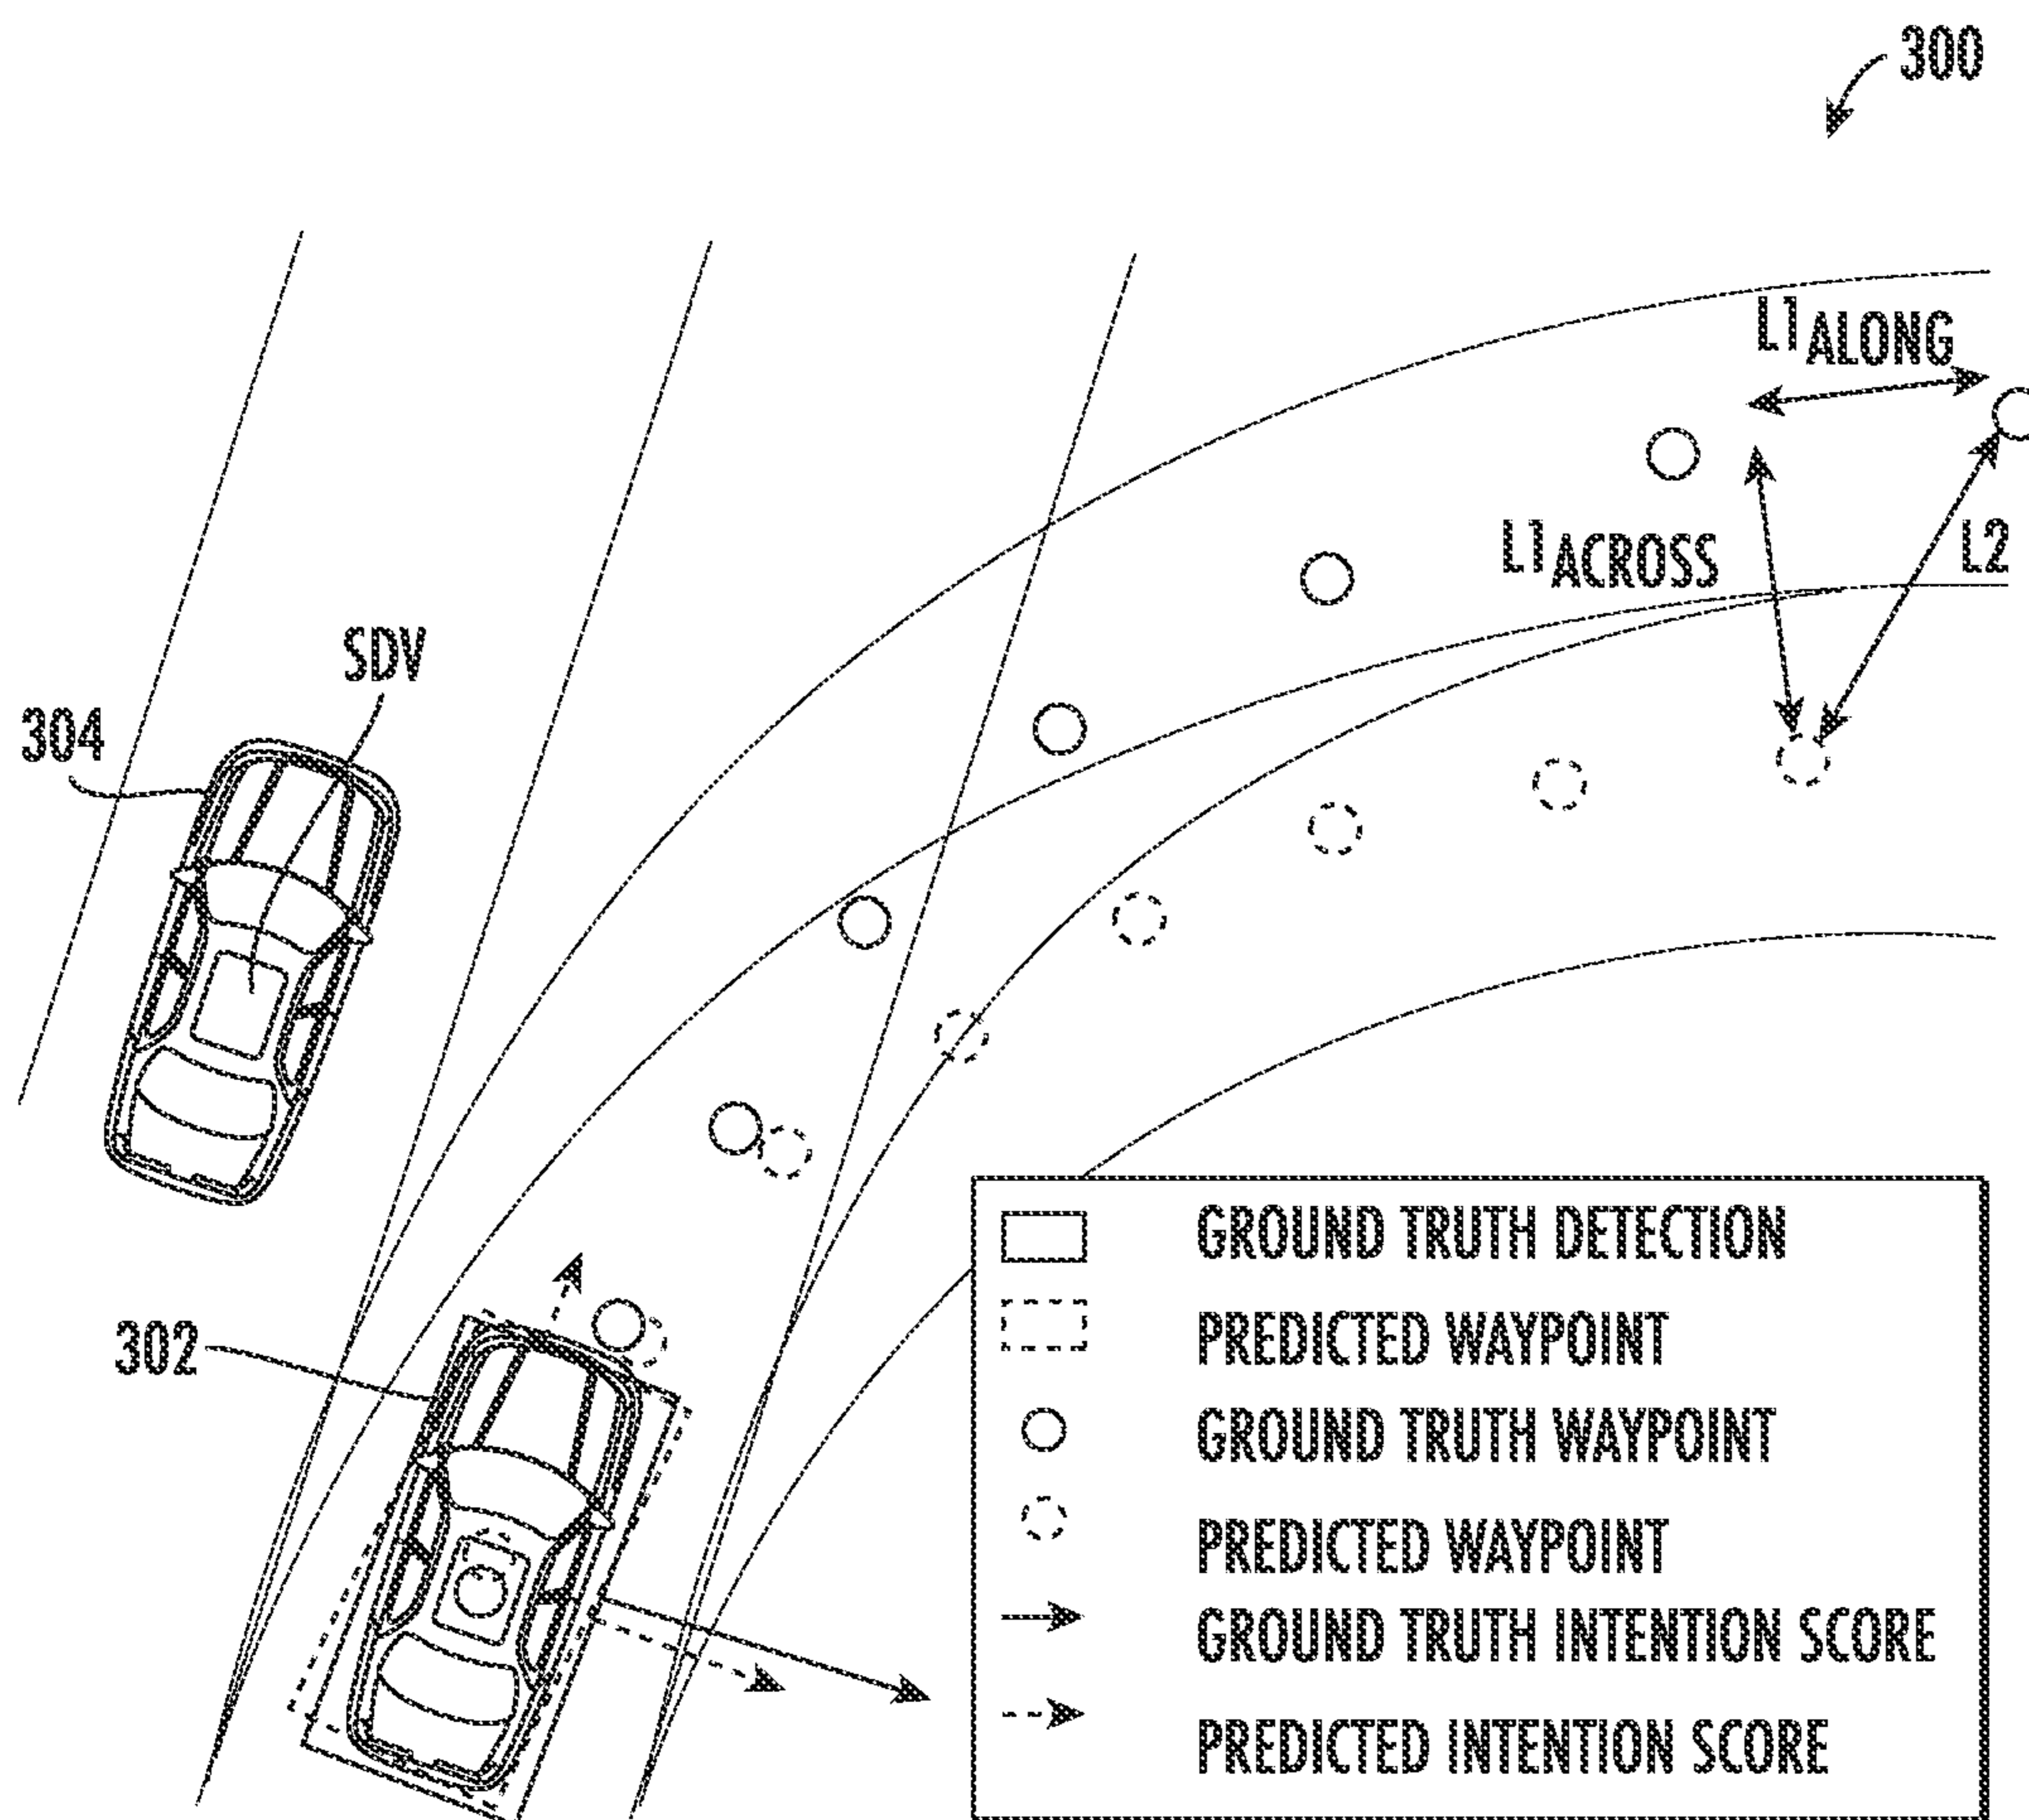 300
L1ALONG
L1ACROSS
L2
SDV
304
302
GROUND TRUTH DETECTION
PREDICTED WAYPOINT
GROUND TRUTH WAYPOINT
PREDICTED WAYPOINT
GROUND TRUTH INTENTION SCORE
PREDICTED INTENTION SCORE